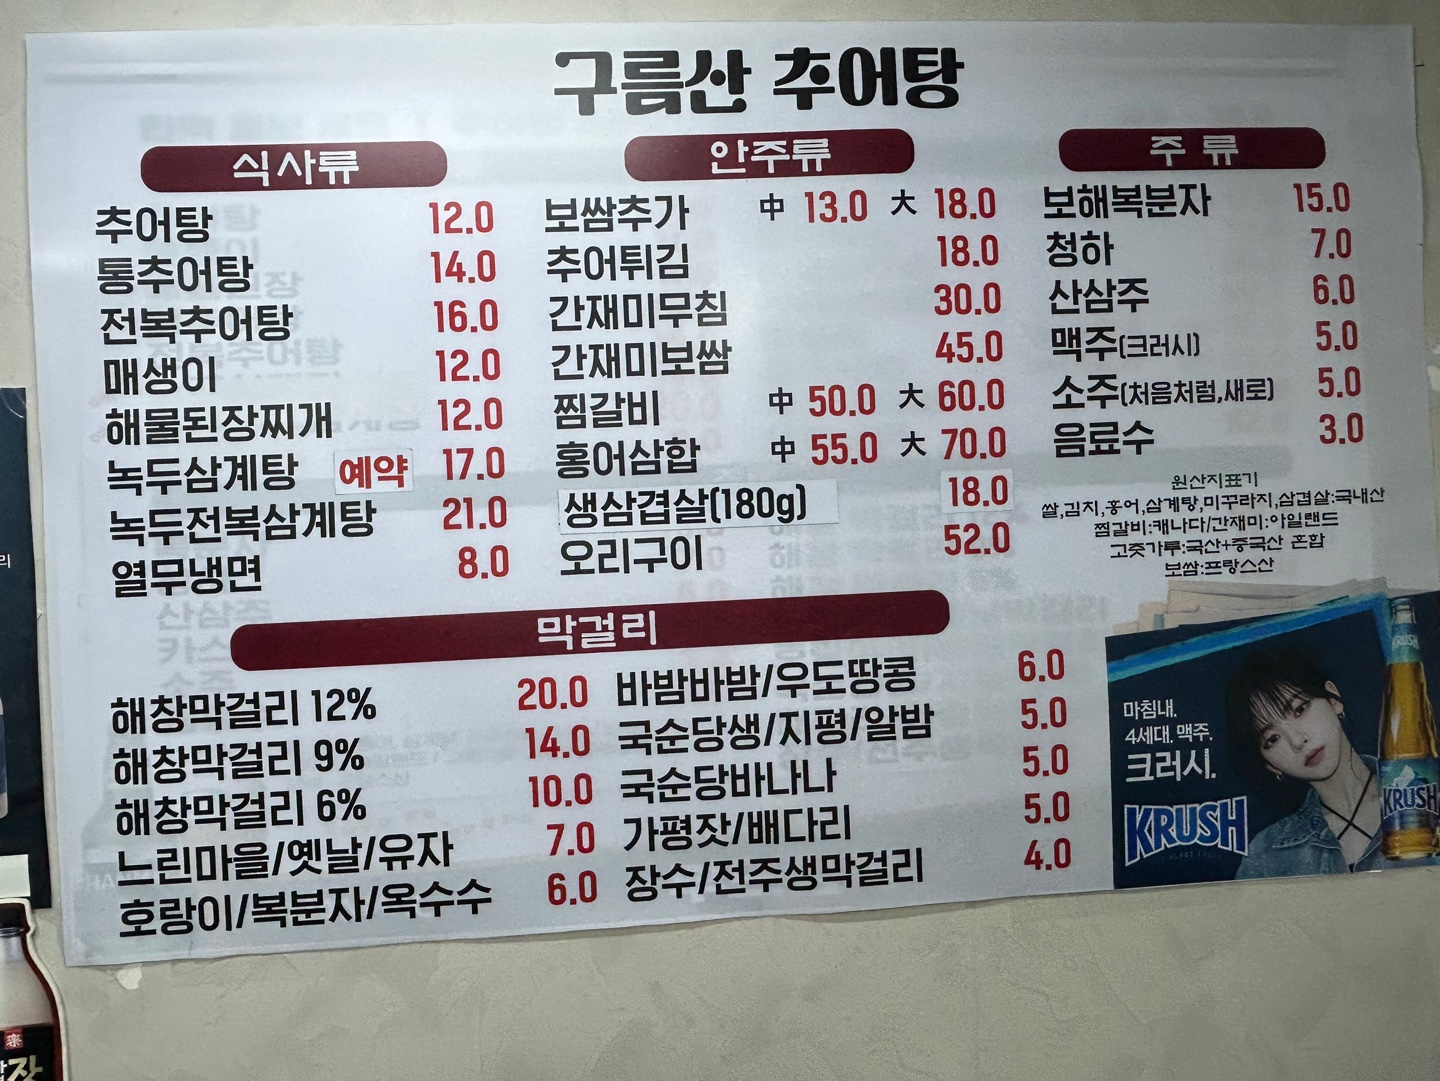 구름산 추어탕
식사류
추어탕 12.0
통추어탕 14.0
전복추어탕 16.0
매생이 12.0
해물된장찌개 12.0
녹두삼계탕 예약 17.0
녹두전복삼계탕 21.0
열무냉면 8.0
안주류
보쌈추가 中 13.0 大 18.0
추어튀김 18.0
간재미무침 30.0
간재미보쌈 45.0
찜갈비 中 50.0 大 60.0
홍어삼합 中 55.0 大 70.0
생삼겹살(180g) 18.0
오리구이 52.0
주 류
보해복분자 15.0
청하 7.0
산삼주 6.0
맥주(크러시) 5.0
소주(처음처럼,새로) 5.0
음료수 3.0
원산지표기
쌀,김치,홍어,삼계탕,미꾸라지,삼겹살:국내산
찜갈비:캐나다/간재미:아일랜드
고춧가루:국산+중국산 혼합
보쌈:프랑스산
막걸리
해창막걸리 12% 20.0
해창막걸리 9% 14.0
해창막걸리 6% 10.0
느린마을/옛날/유자 7.0
호랑이/복분자/옥수수 6.0
바밤바밤/우도땅콩 6.0
국순당생/지평/알밤 5.0
국순당바나나 5.0
가평잣/배다리 5.0
장수/전주생막걸리 4.0
마침내.
4세대. 맥주.
크러시.
KRUSH
KRUSH
KRUSH
리
장